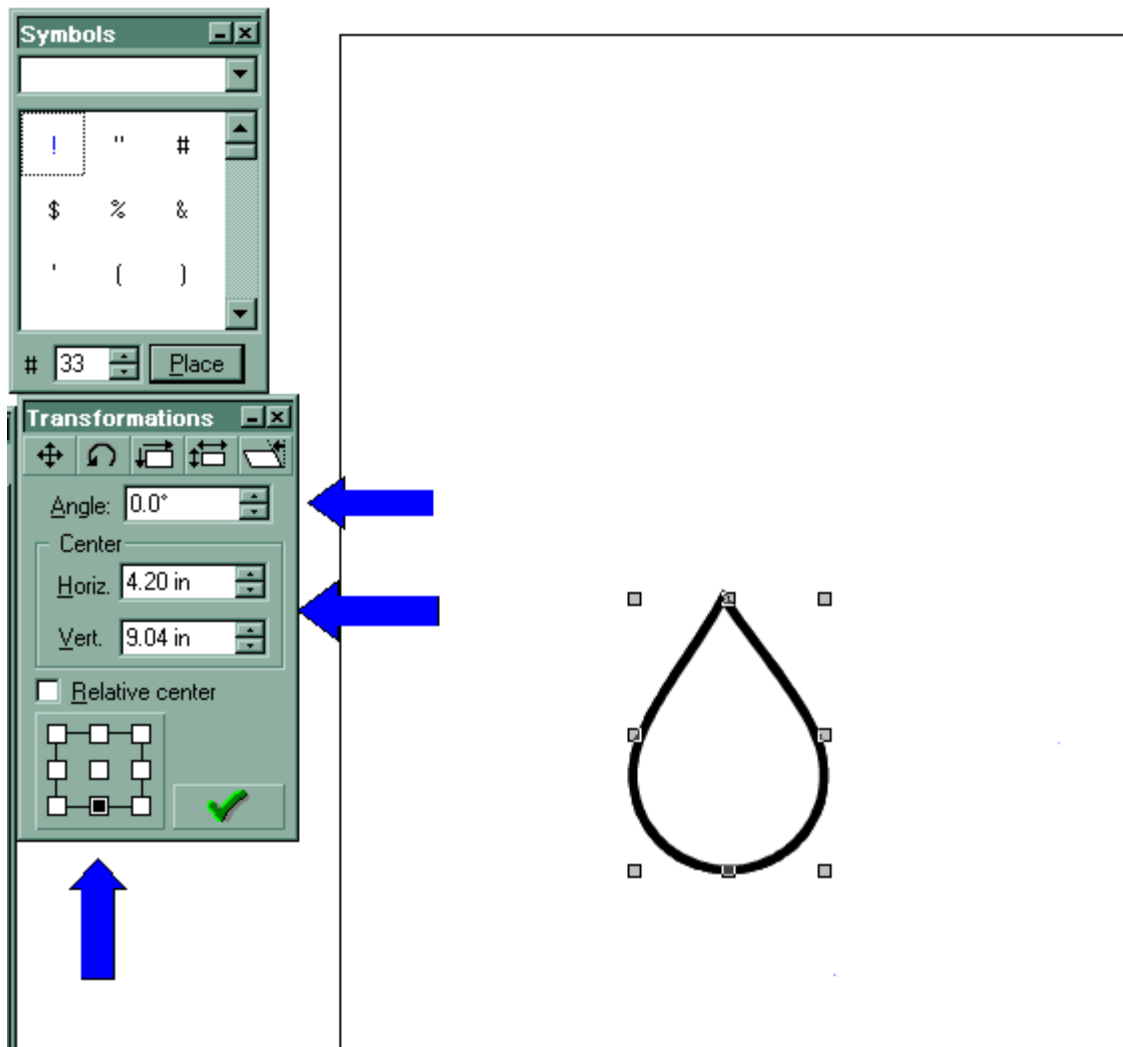 Symbols
! " #
$ % &
' ( )
# 33 Place
Transformations
Angle: 0.0°
Center
Horiz. 4.20 in
Vert. 9.04 in
Relative center